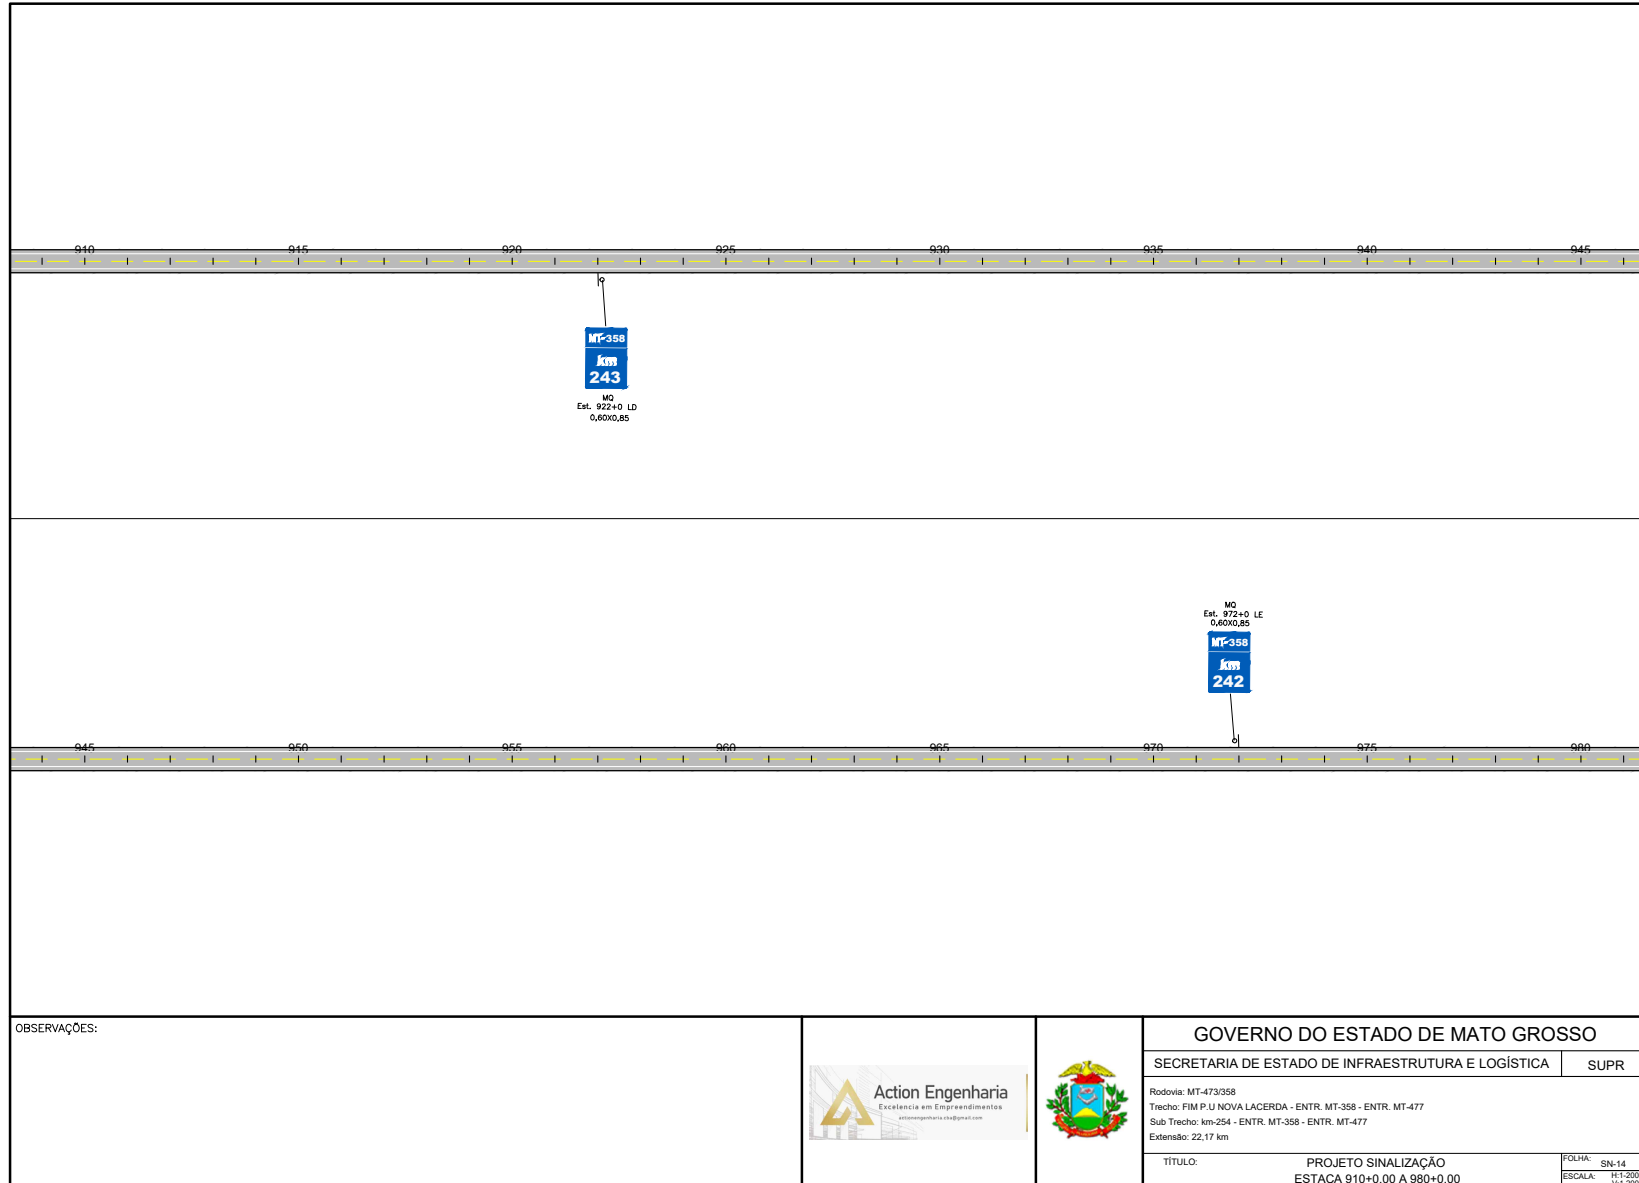 910 915 920 925 930 935 940 945
MT-358
km
243
MQ
Est. 922+0 LD
0,60X0,85
MQ
Est. 972+0 LE
0,60X0,85
MT-358
km
242
945 950 955 960 965 970 975 980
OBSERVAÇÕES:
Action Engenharia
Excelencia em Empreendimentos
actionengenharia.cba@gmail.com
GOVERNO DO ESTADO DE MATO GROSSO
SECRETARIA DE ESTADO DE INFRAESTRUTURA E LOGÍSTICA SUPR
Rodovia: MT-473/358
Trecho: FIM P.U NOVA LACERDA - ENTR. MT-358 - ENTR. MT-477
Sub Trecho: km-254 - ENTR. MT-358 - ENTR. MT-477
Extensão: 22,17 km
TÍTULO: PROJETO SINALIZAÇÃO
ESTACA 910+0,00 A 980+0,00
FOLHA: SN-14
ESCALA: H:1-200